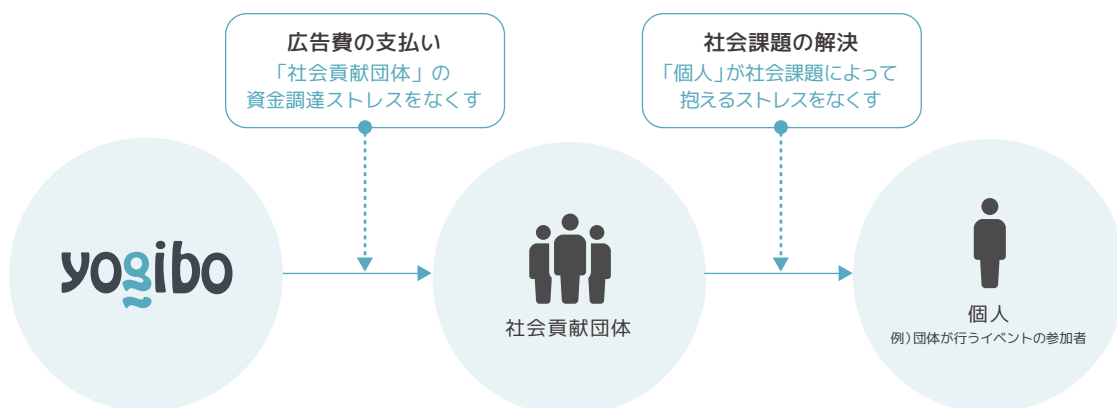 広告費の支払い
「社会貢献団体」の
資金調達ストレスをなくす
社会課題の解決
「個人」が社会課題によって
抱えるストレスをなくす
yogibo
社会貢献団体
個人
例)団体が行うイベントの参加者